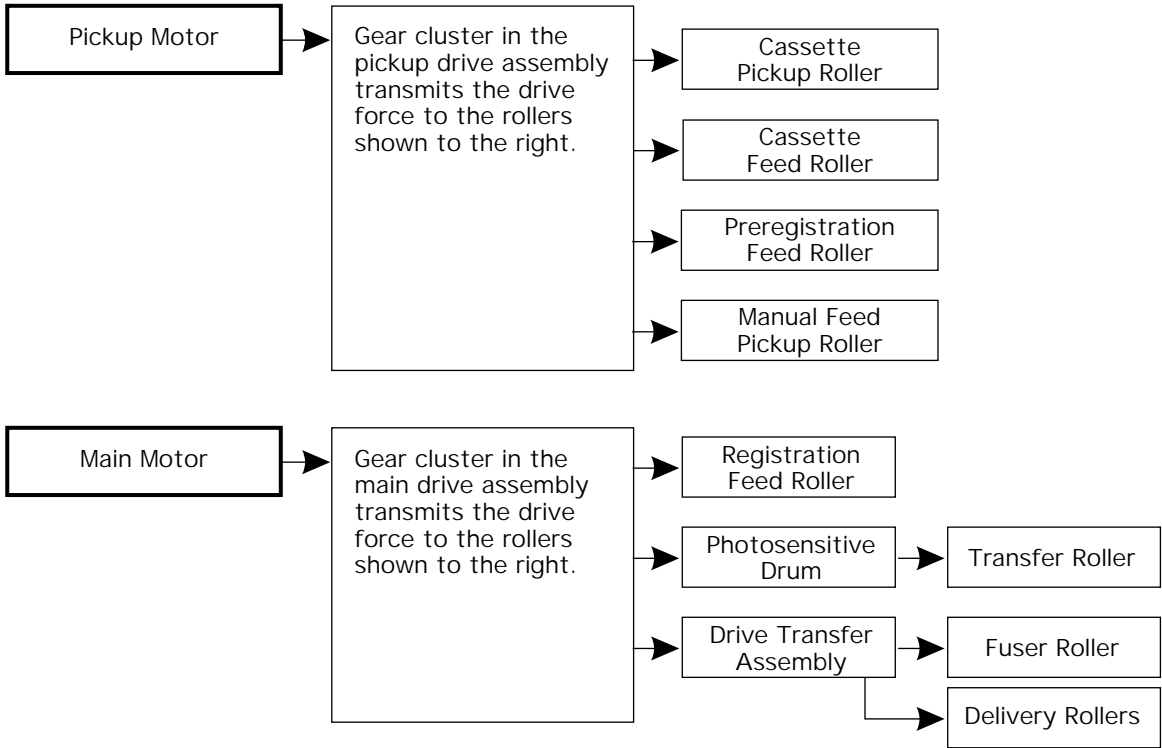 Pickup Motor
Gear cluster in the
pickup drive assembly
transmits the drive
force to the rollers
shown to the right.
Cassette
Pickup Roller
Cassette
Feed Roller
Preregistration
Feed Roller
Manual Feed
Pickup Roller
Main Motor
Gear cluster in the
main drive assembly
transmits the drive
force to the rollers
shown to the right.
Registration
Feed Roller
Photosensitive
Drum
Transfer Roller
Drive Transfer
Assembly
Fuser Roller
Delivery Rollers